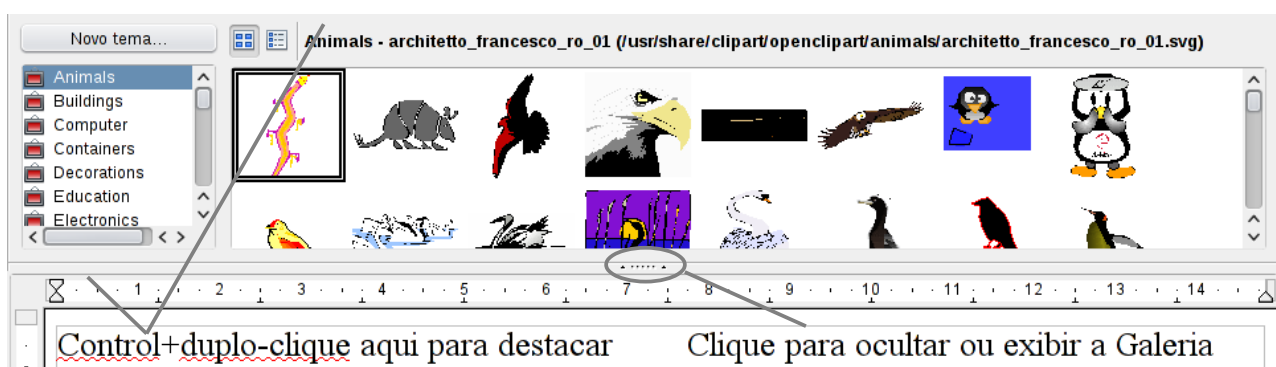 Novo tema...
Animals - architetto_francesco_ro_01 (/usr/share/clipart/openclipart/animals/architetto_francesco_ro_01.svg)
Animals
Buildings
Computer
Containers
Decorations
Education
Electronics
1 2 3 4 5 6 7 8 9 10 11 12 13 14
Control+duplo-clique aqui para destacar
Clique para ocultar ou exibir a Galeria